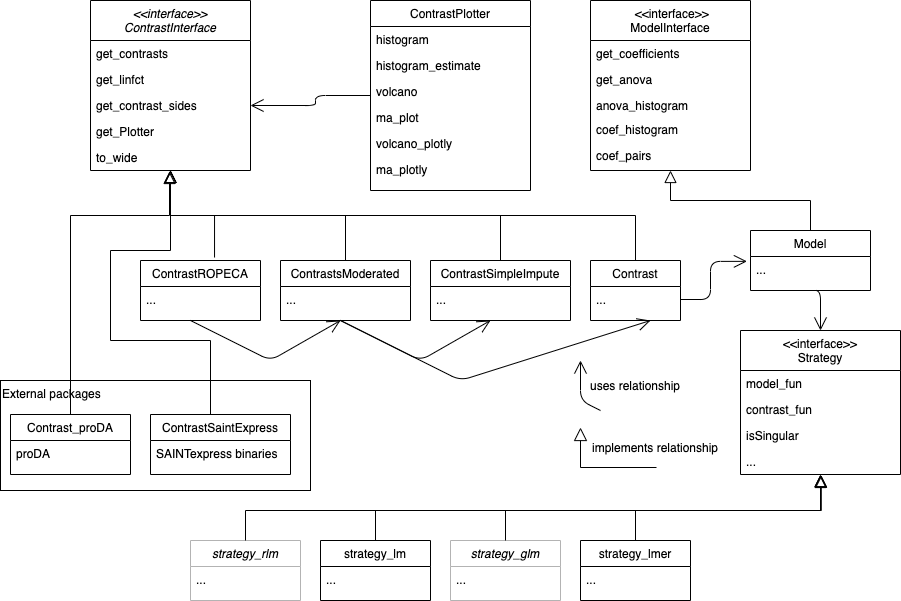 <<interface>>
ContrastInterface
get_contrasts
get_linfct
get_contrast_sides
get_Plotter
to_wide
ContrastPlotter
histogram
histogram_estimate
volcano
ma_plot
volcano_plotly
ma_plotly
<<interface>>
ModelInterface
get_coefficients
get_anova
anova_histogram
coef_histogram
coef_pairs
ContrastROPECA
...
ContrastsModerated
...
ContrastSimpleImpute
...
Contrast
...
Model
...
<<interface>>
Strategy
model_fun
contrast_fun
isSingular
...
External packages
Contrast_proDA
proDA
ContrastSaintExpress
SAINTexpress binaries
uses relationship
implements relationship
strategy_rlm
...
strategy_lm
...
strategy_glm
...
strategy_lmer
...